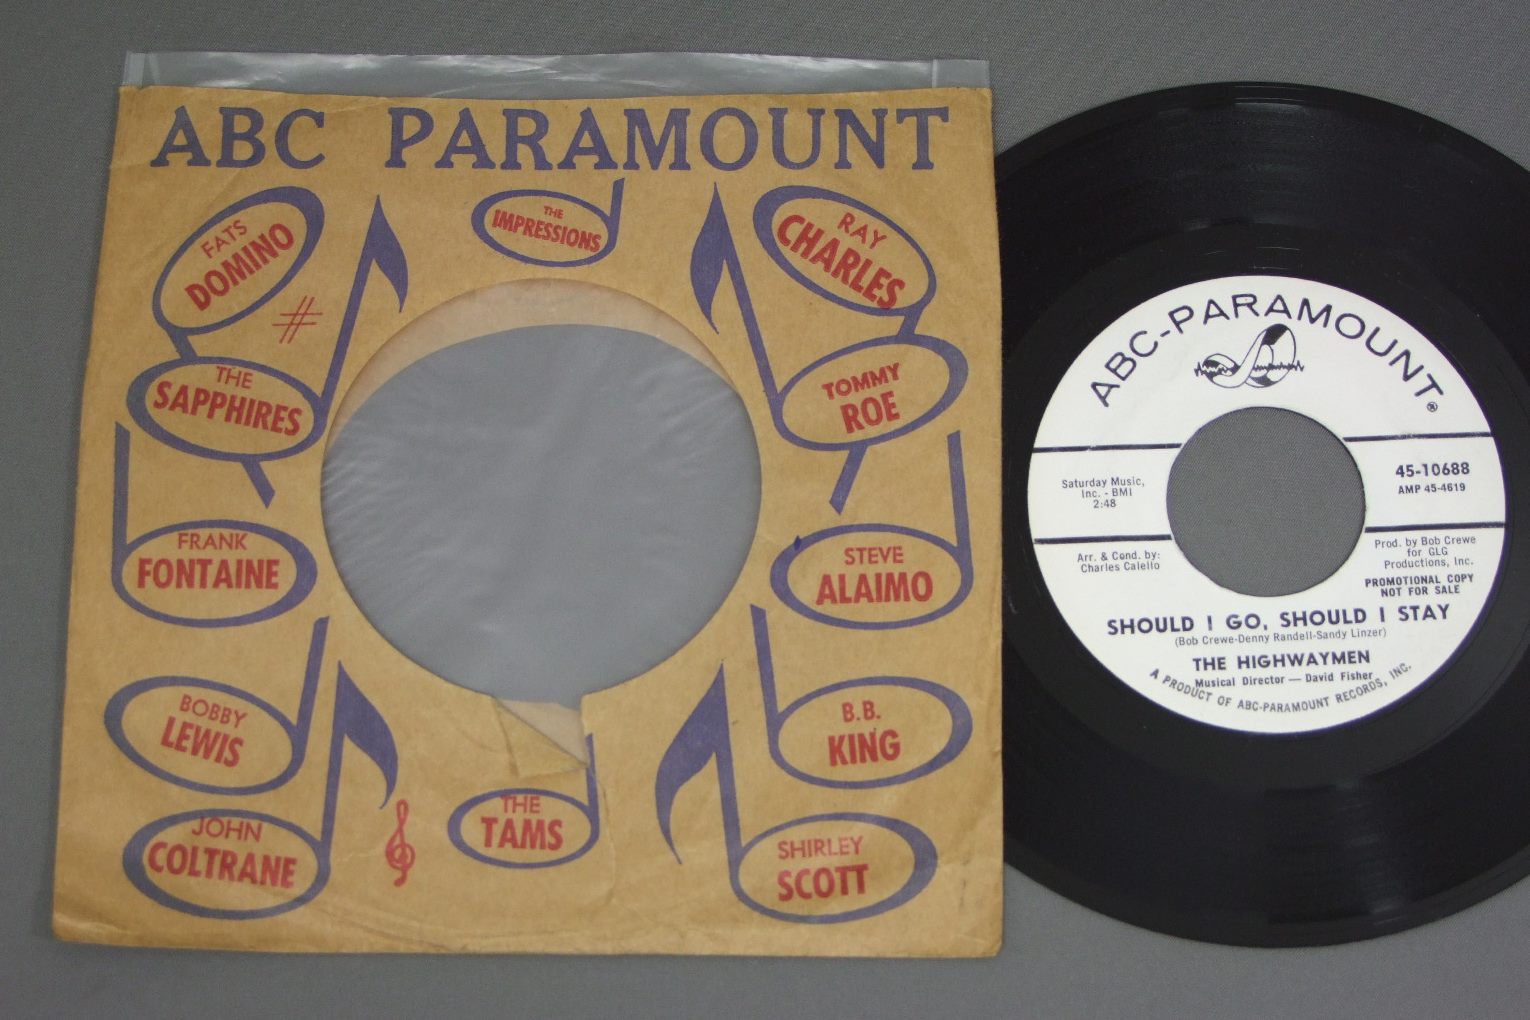 ABC PARAMOUNT
FATS
DOMINO
THE
IMPRESSIONS
RAY
CHARLES
THE
SAPPHIRES
TOMMY
ROE
FRANK
FONTAINE
STEVE
ALAIMO
BOBBY
LEWIS
B.B.
KING
JOHN
COLTRANE
THE
TAMS
SHIRLEY
SCOTT
ABC-PARAMOUNT®
Saturday Music,
Inc. - BMI
2:48
45-10688
AMP 45-4619
Arr. & Cond. by:
Charles Calello
Prod. by Bob Crewe
for GLG
Productions, Inc.
PROMOTIONAL COPY
NOT FOR SALE
SHOULD I GO, SHOULD I STAY
(Bob Crewe-Denny Randell-Sandy Linzer)
THE HIGHWAYMEN
Musical Director — David Fisher
A PRODUCT OF ABC-PARAMOUNT RECORDS, INC.